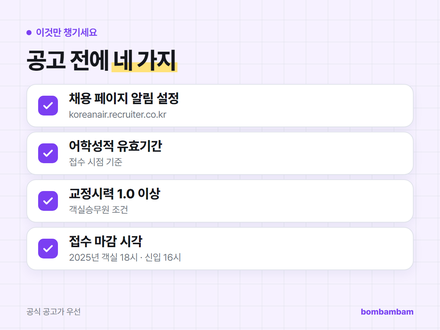 이것만 챙기세요
공고 전에 네 가지
채용 페이지 알림 설정
koreanair.recruiter.co.kr
어학성적 유효기간
접수 시점 기준
교정시력 1.0 이상
객실승무원 조건
접수 마감 시각
2025년 객실 18시 · 신입 16시
공식 공고가 우선
bombambam